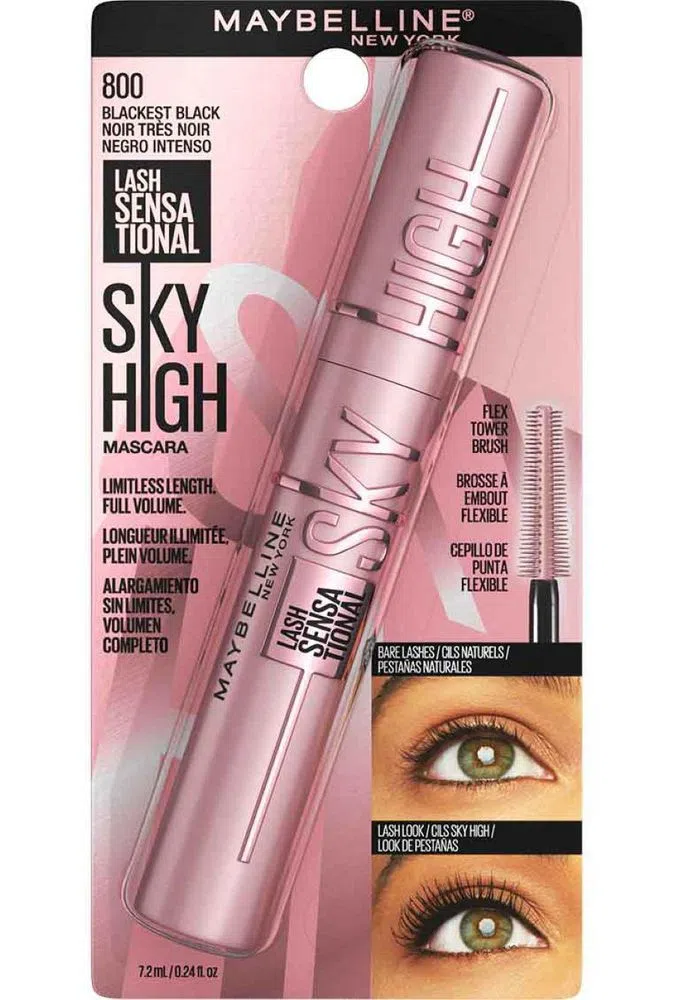 MAYBELLINE®
NEW YORK
800
BLACKEST BLACK
NOIR TRÈS NOIR
NEGRO INTENSO
LASH
SENSA
TIONAL
SKY
HIGH
MASCARA
LIMITLESS LENGTH.
FULL VOLUME.
LONGUEUR ILLIMITÉE,
PLEIN VOLUME.
ALARGAMIENTO
SIN LIMITES,
VOLUMEN
COMPLETO
SKY HIGH
LASH
SENSA
TIONAL
MAYBELLINE
NEW YORK
FLEX
TOWER
BRUSH
BROSSE À
EMBOUT
FLEXIBLE
CEPILLO DE
PUNTA
FLEXIBLE
BARE LASHES / CILS NATURELS /
PESTAÑAS NATURALES
LASH LOOK / CILS SKY HIGH /
LOOK DE PESTAÑAS
7.2 mL / 0.24 fl. oz